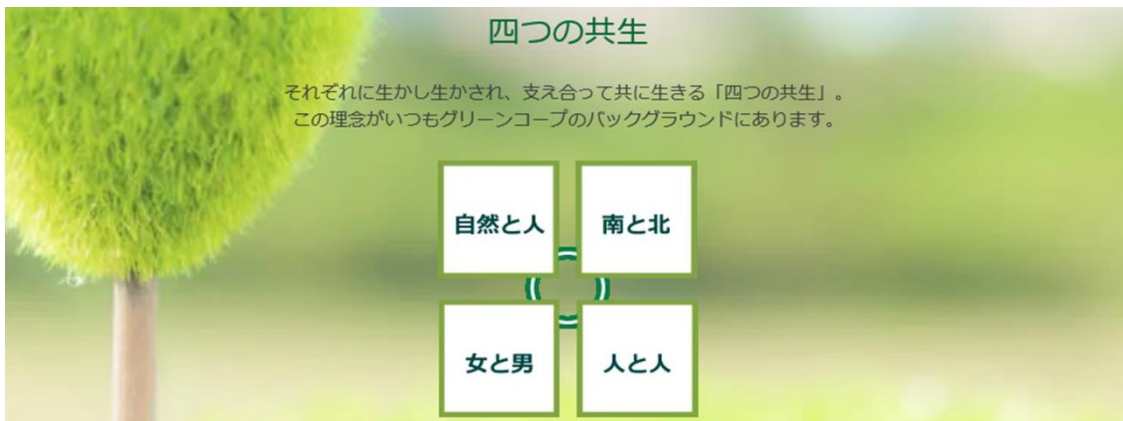 四つの共生
それぞれに生かし生かされ、支え合って共に生きる「四つの共生」。
この理念がいつもグリーンコープのバックグラウンドにあります。
自然と人
南と北
女と男
人と人